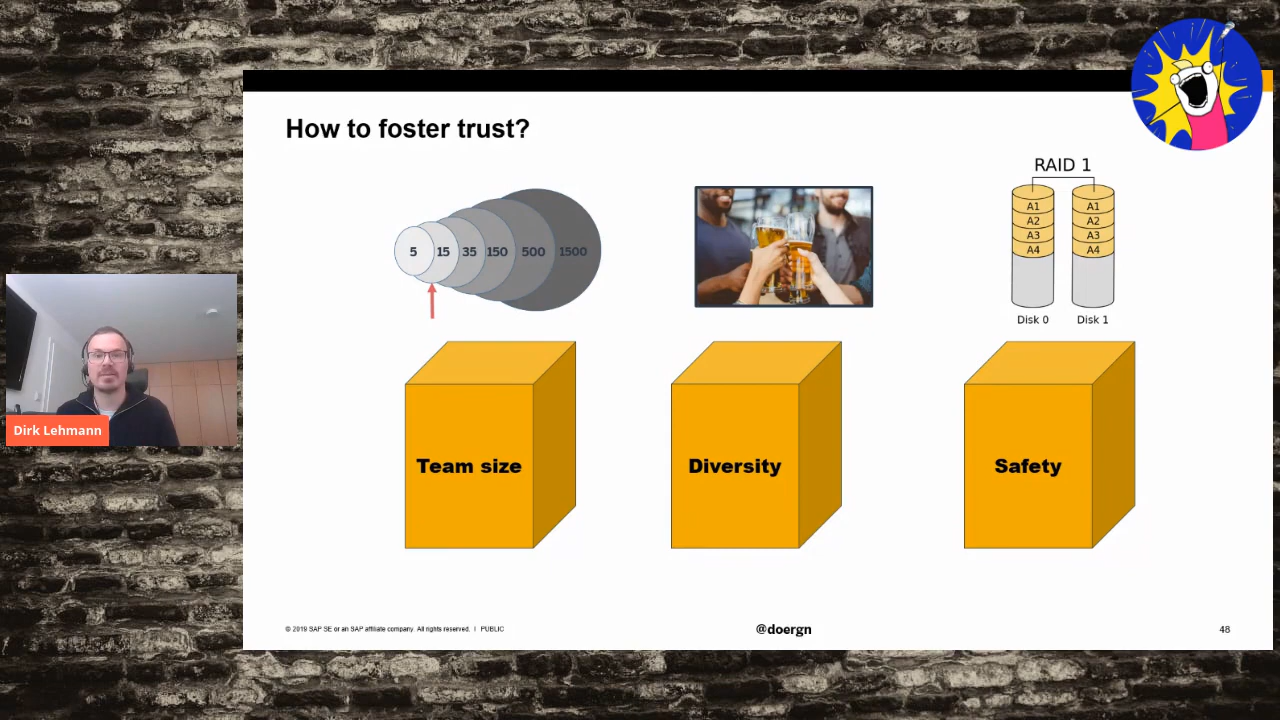 How to foster trust?
RAID 1
5 15 35 150 500 1500
A1 A1
A2 A2
A3 A3
A4 A4
Disk 0 Disk 1
Dirk Lehmann
Team size
Diversity
Safety
© 2019 SAP SE or an SAP affiliate company. All rights reserved. I PUBLIC
@doergn
48